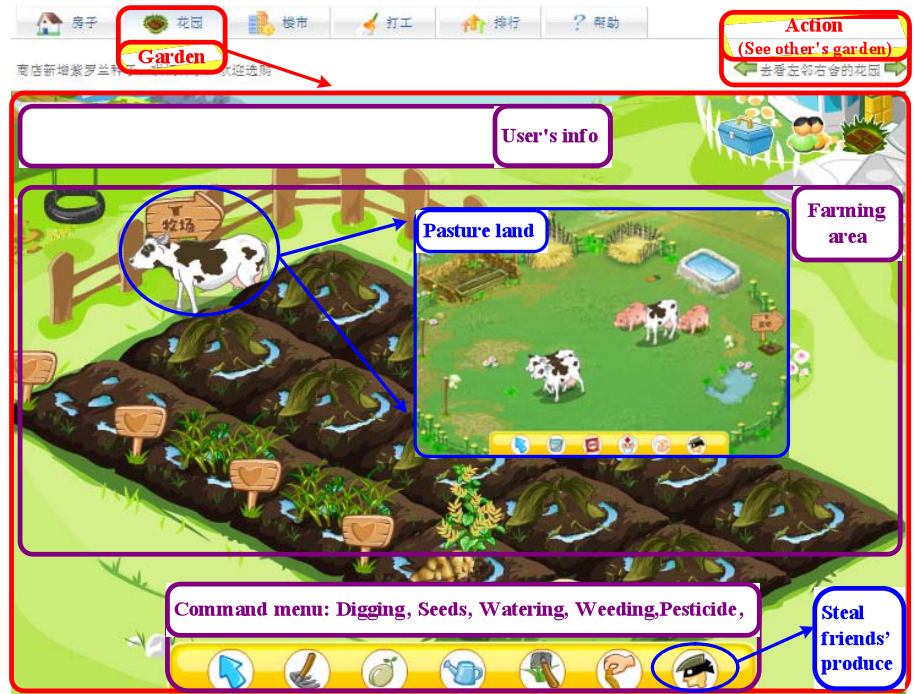 房子
花园
楼市
打工
排行
? 帮助
Garden
Action
(See other's garden)
商店新增紫罗兰种子
欢迎选购
去看左邻右舍的花园
User's info
Farming
area
牧场
Pasture land
Command menu: Digging, Seeds, Watering, Weeding,Pesticide,
Steal
friends’
produce